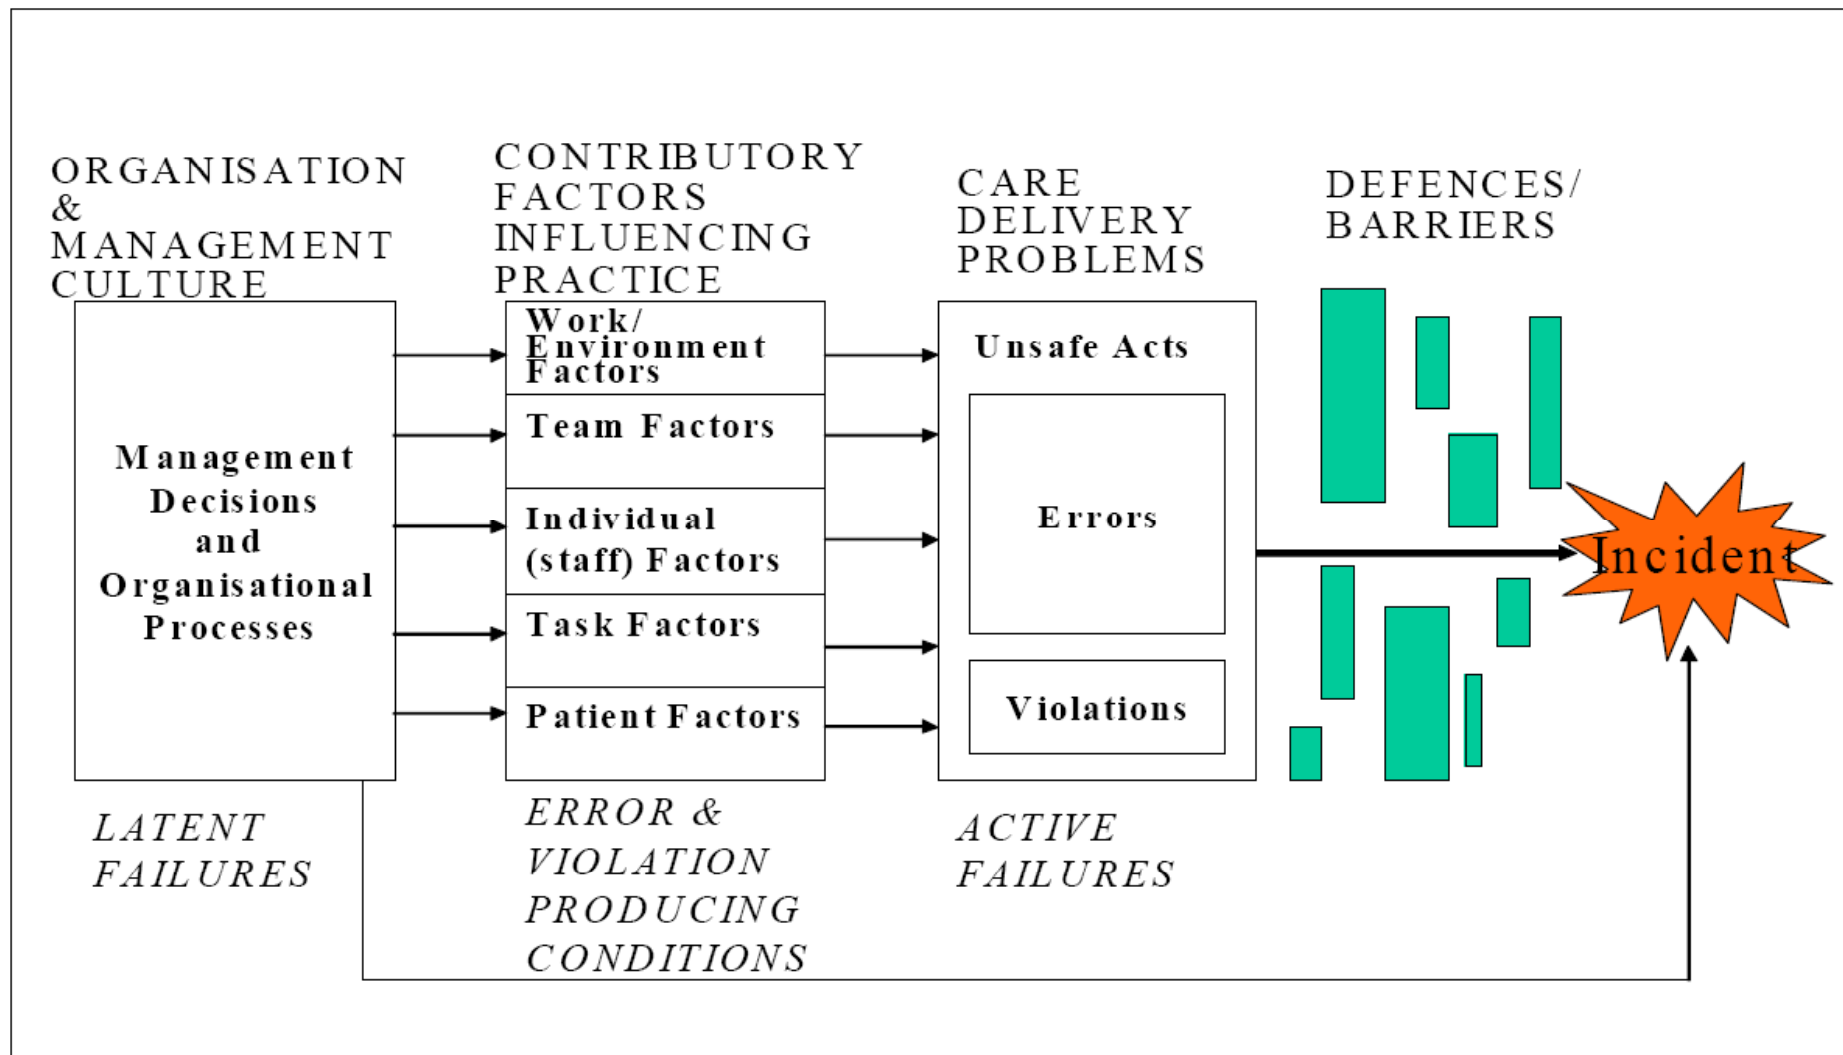 ORGANISATION
&
MANAGEMENT
CULTURE
CONTRIBUTORY
FACTORS
INFLUENCING
PRACTICE
CARE
DELIVERY
PROBLEMS
DEFENCES/
BARRIERS
Management
Decisions
and
Organisational
Processes
Work/
Environment
Factors
Team Factors
Individual
(staff) Factors
Task Factors
Patient Factors
Unsafe Acts
Errors
Violations
Incident
LATENT
FAILURES
ERROR &
VIOLATION
PRODUCING
CONDITIONS
ACTIVE
FAILURES